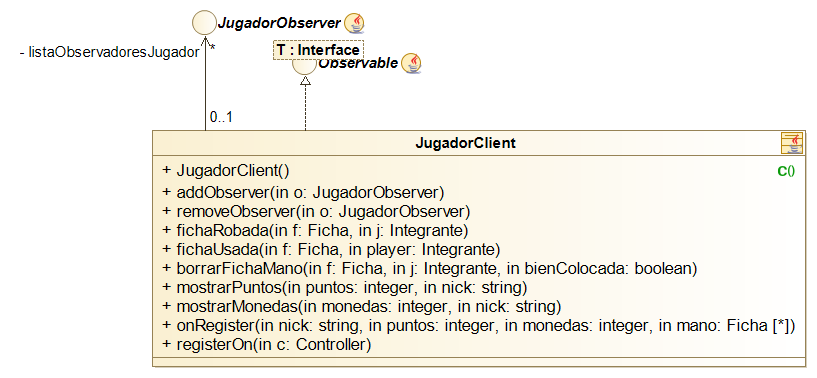 JugadorObserver
- listaObservadoresJugador
*
T : Interface
Observable
0..1
JugadorClient
+ JugadorClient()
C()
+ addObserver(in o: JugadorObserver)
+ removeObserver(in o: JugadorObserver)
+ fichaRobada(in f: Ficha, in j: Integrante)
+ fichaUsada(in f: Ficha, in player: Integrante)
+ borrarFichaMano(in f: Ficha, in j: Integrante, in bienColocada: boolean)
+ mostrarPuntos(in puntos: integer, in nick: string)
+ mostrarMonedas(in monedas: integer, in nick: string)
+ onRegister(in nick: string, in puntos: integer, in monedas: integer, in mano: Ficha [*])
+ registerOn(in c: Controller)